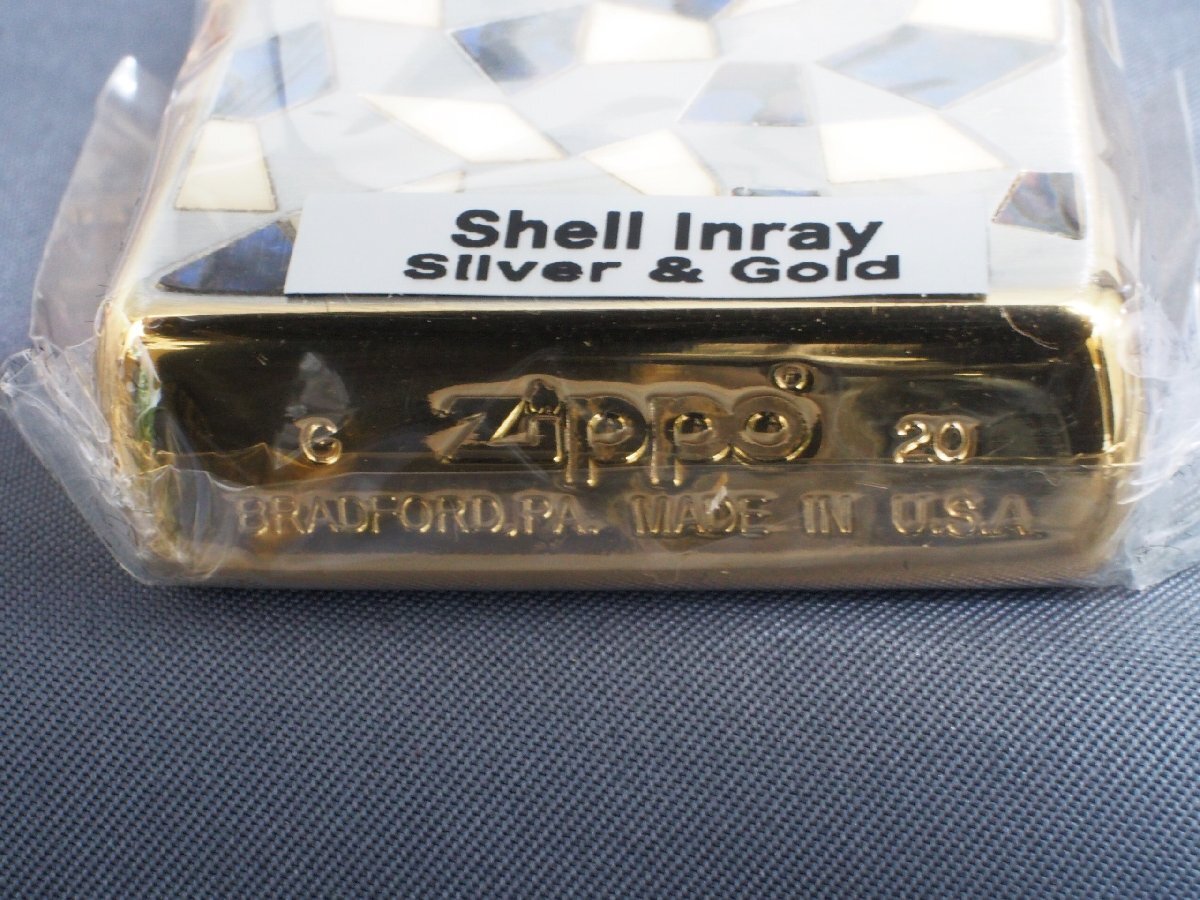 Shell Inray
Silver & Gold
G Zippo® 20
BRADFORD, PA. MADE IN U.S.A.